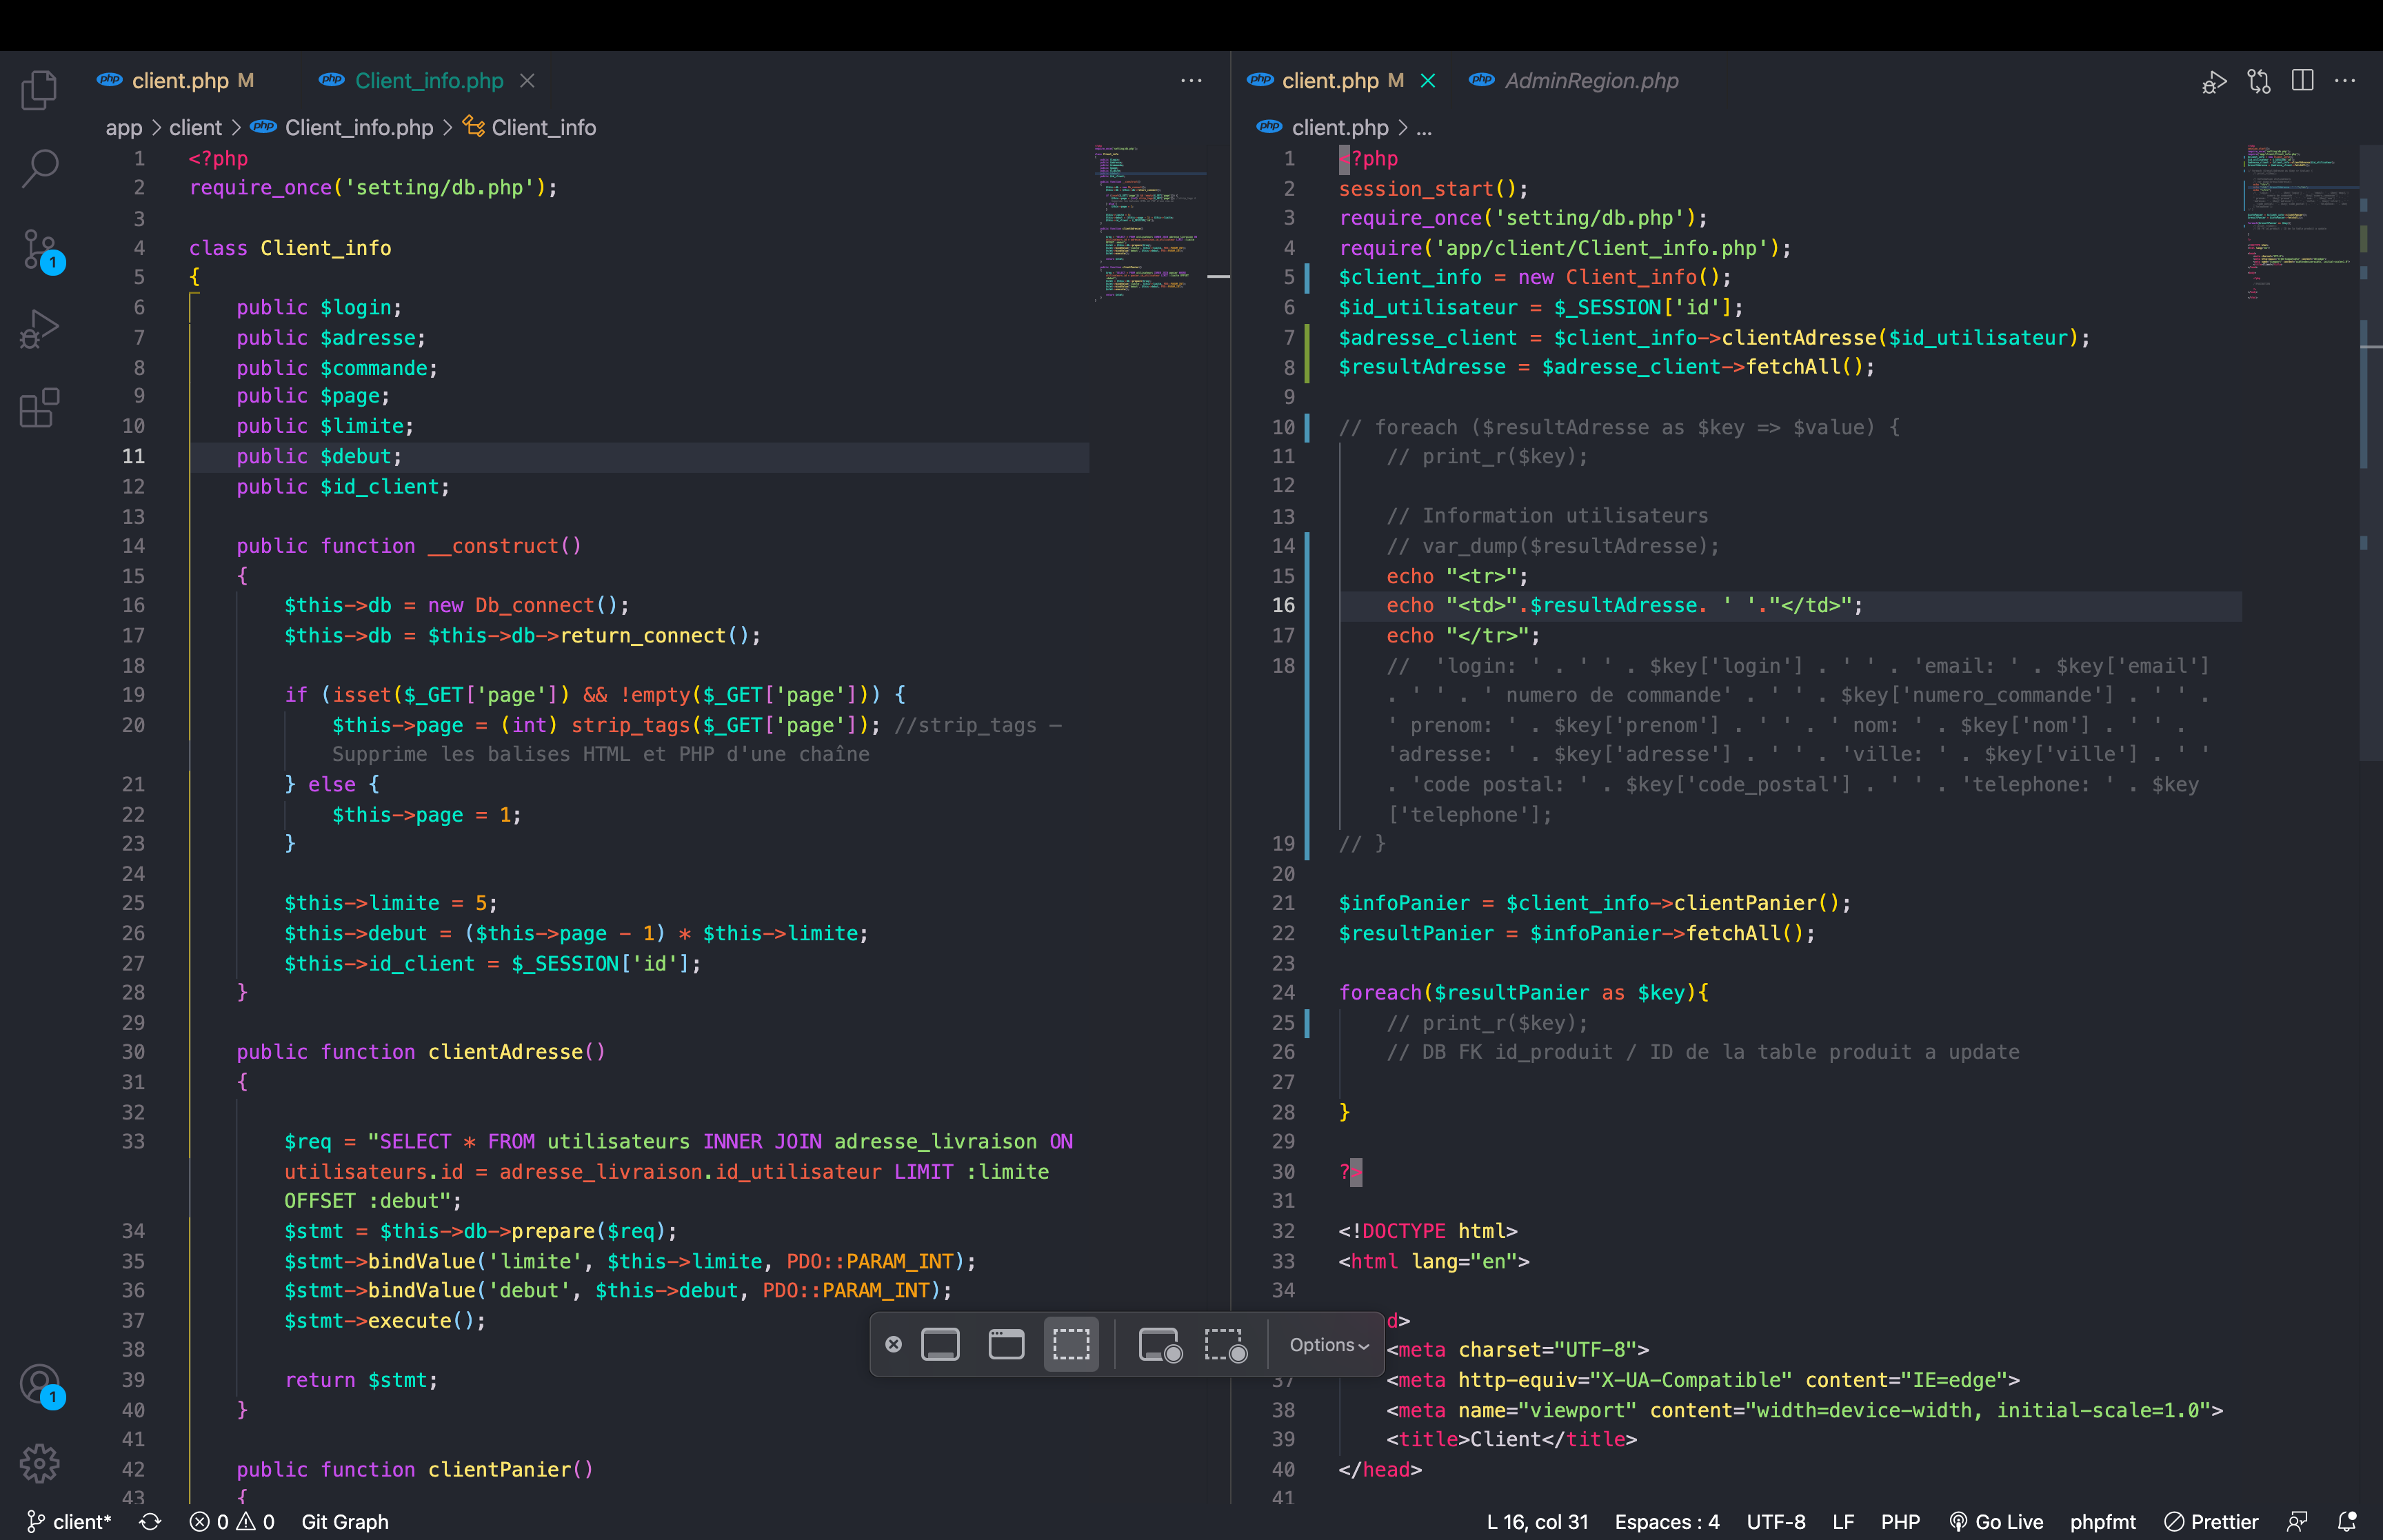 client.php M
Client_info.php
app > client > Client_info.php > Client_info
1 <?php
2 require_once('setting/db.php');
3
4 class Client_info
5 {
6 public $login;
7 public $adresse;
8 public $commande;
9 public $page;
10 public $limite;
11 public $debut;
12 public $id_client;
13
14 public function __construct()
15 {
16 $this->db = new Db_connect();
17 $this->db = $this->db->return_connect();
18
19 if (isset($_GET['page']) && !empty($_GET['page'])) {
20 $this->page = (int) strip_tags($_GET['page']); //strip_tags —
Supprime les balises HTML et PHP d'une chaîne
21 } else {
22 $this->page = 1;
23 }
24
25 $this->limite = 5;
26 $this->debut = ($this->page - 1) * $this->limite;
27 $this->id_client = $_SESSION['id'];
28 }
29
30 public function clientAdresse()
31 {
32
33 $req = "SELECT * FROM utilisateurs INNER JOIN adresse_livraison ON
utilisateurs.id = adresse_livraison.id_utilisateur LIMIT :limite
OFFSET :debut";
34 $stmt = $this->db->prepare($req);
35 $stmt->bindValue('limite', $this->limite, PDO::PARAM_INT);
36 $stmt->bindValue('debut', $this->debut, PDO::PARAM_INT);
37 $stmt->execute();
38
39 return $stmt;
40 }
41
42 public function clientPanier()
43 {
client.php M
AdminRegion.php
client.php > ...
1 <?php
2 session_start();
3 require_once('setting/db.php');
4 require('app/client/Client_info.php');
5 $client_info = new Client_info();
6 $id_utilisateur = $_SESSION['id'];
7 $adresse_client = $client_info->clientAdresse($id_utilisateur);
8 $resultAdresse = $adresse_client->fetchAll();
9
10 // foreach ($resultAdresse as $key => $value) {
11 // print_r($key);
12
13 // Information utilisateurs
14 // var_dump($resultAdresse);
15 echo "<tr>";
16 echo "<td>".$resultAdresse. ' '."</td>";
17 echo "</tr>";
18 // 'login: ' . ' ' . $key['login'] . ' ' . 'email: ' . $key['email']
. ' ' . ' numero de commande' . ' ' . $key['numero_commande'] . ' ' .
' prenom: ' . $key['prenom'] . ' ' . ' nom: ' . $key['nom'] . ' ' .
'adresse: ' . $key['adresse'] . ' ' . 'ville: ' . $key['ville'] . ' '
. 'code postal: ' . $key['code_postal'] . ' ' . 'telephone: ' . $key
['telephone'];
19 // }
20
21 $infoPanier = $client_info->clientPanier();
22 $resultPanier = $infoPanier->fetchAll();
23
24 foreach($resultPanier as $key){
25 // print_r($key);
26 // DB FK id_produit / ID de la table produit a update
27
28 }
29
30 ?>
31
32 <!DOCTYPE html>
33 <html lang="en">
34
d>
<meta charset="UTF-8">
37 <meta http-equiv="X-UA-Compatible" content="IE=edge">
38 <meta name="viewport" content="width=device-width, initial-scale=1.0">
39 <title>Client</title>
40 </head>
41
Options
1
1
client* 0 0 Git Graph
L 16, col 31 Espaces : 4 UTF-8 LF PHP Go Live phpfmt Prettier